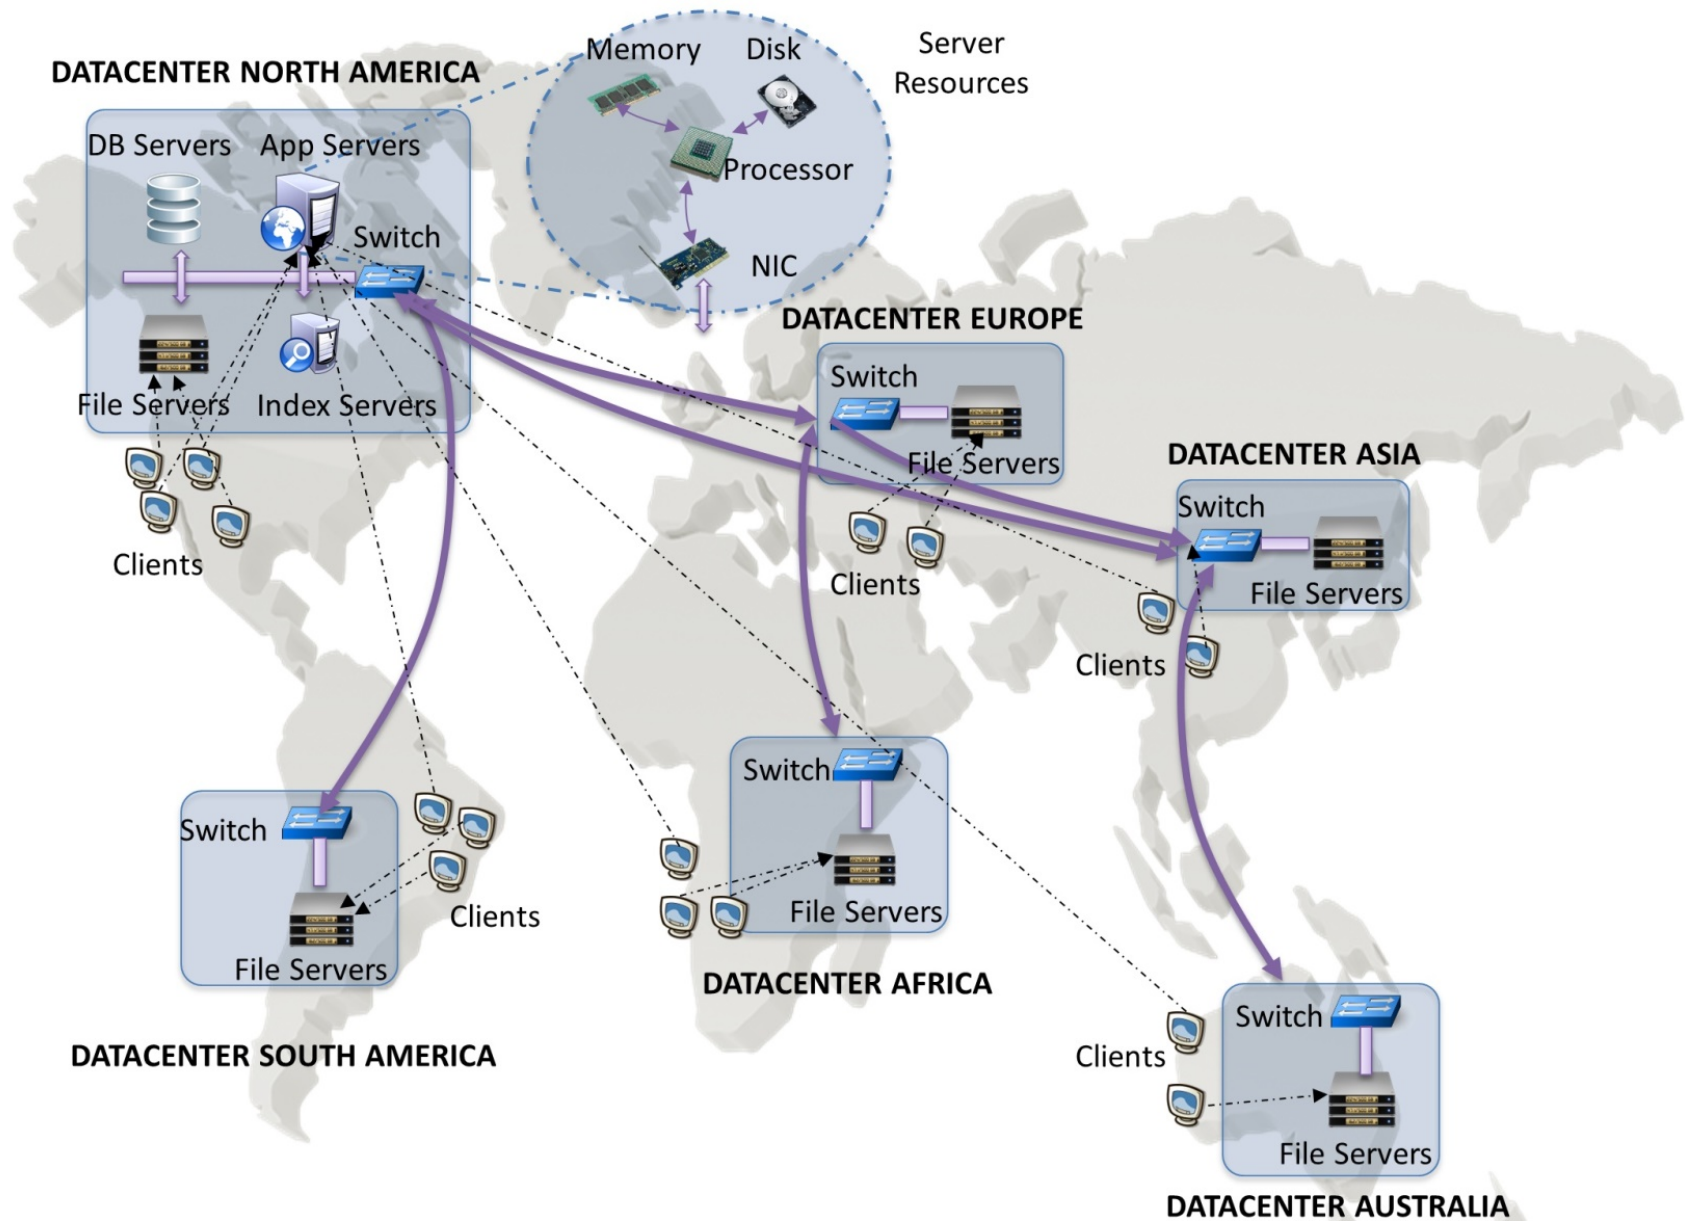 Memory
Disk
Server
Resources
DATACENTER NORTH AMERICA
DB Servers
App Servers
Processor
Switch
NIC
DATACENTER EUROPE
Switch
File Servers
Index Servers
File Servers
DATACENTER ASIA
Switch
Clients
Clients
File Servers
Clients
Switch
Switch
File Servers
Clients
File Servers
DATACENTER AFRICA
Switch
Clients
DATACENTER SOUTH AMERICA
File Servers
DATACENTER AUSTRALIA